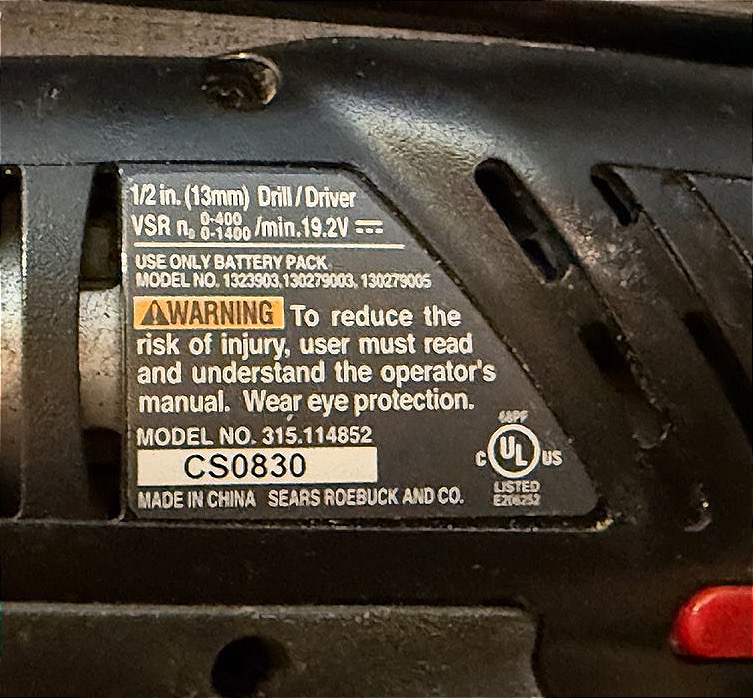 1/2 in. (13mm) Drill / Driver
VSR n₀ 0-400 0-1400 /min. 19.2V ⎓
USE ONLY BATTERY PACK
MODEL NO. 1323903, 130279003, 130279005
⚠WARNING To reduce the
risk of injury, user must read
and understand the operator's
manual. Wear eye protection.
MODEL NO. 315.114852
CS0830
MADE IN CHINA SEARS ROEBUCK AND CO.
C UL US
LISTED
E206252